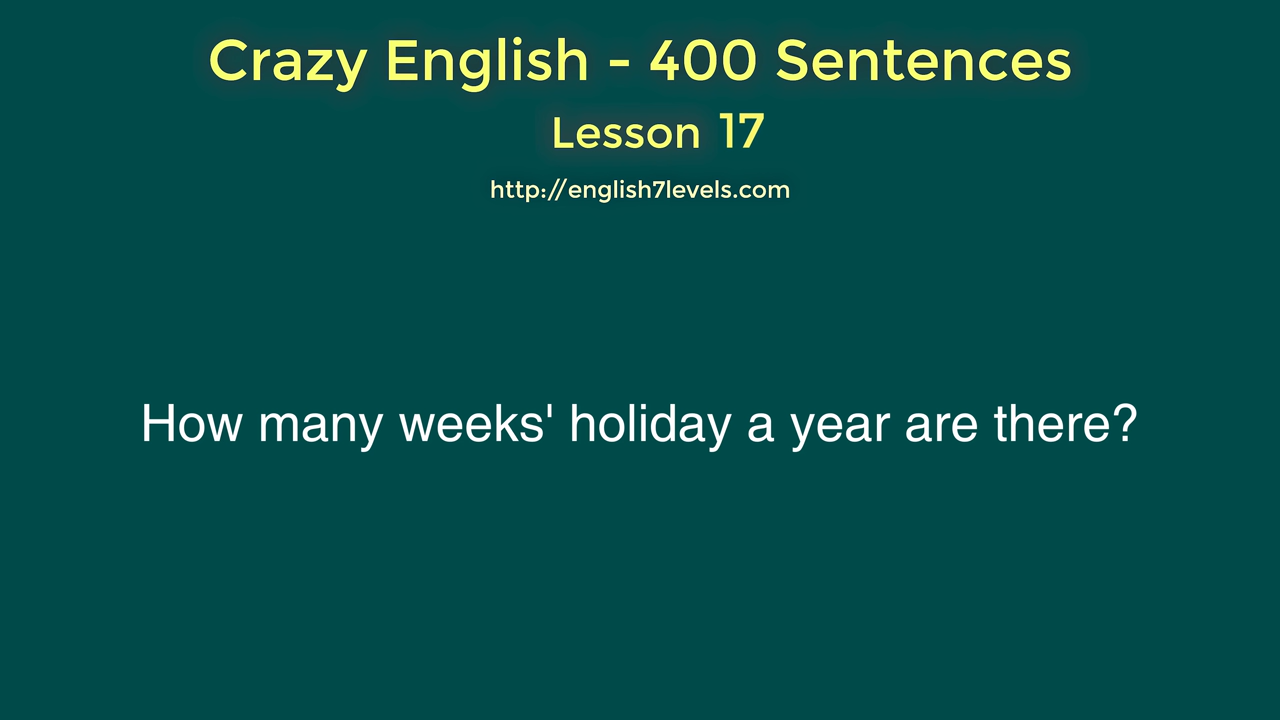 Crazy English - 400 Sentences
Lesson 17
http://english7levels.com
How many weeks' holiday a year are there?